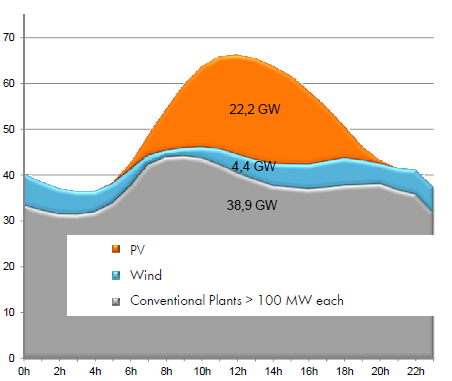 70
60
50
40
30
20
10
0
22,2 GW
4,4 GW
38,9 GW
PV
Wind
Conventional Plants > 100 MW each
0h 2h 4h 6h 8h 10h 12h 14h 16h 18h 20h 22h